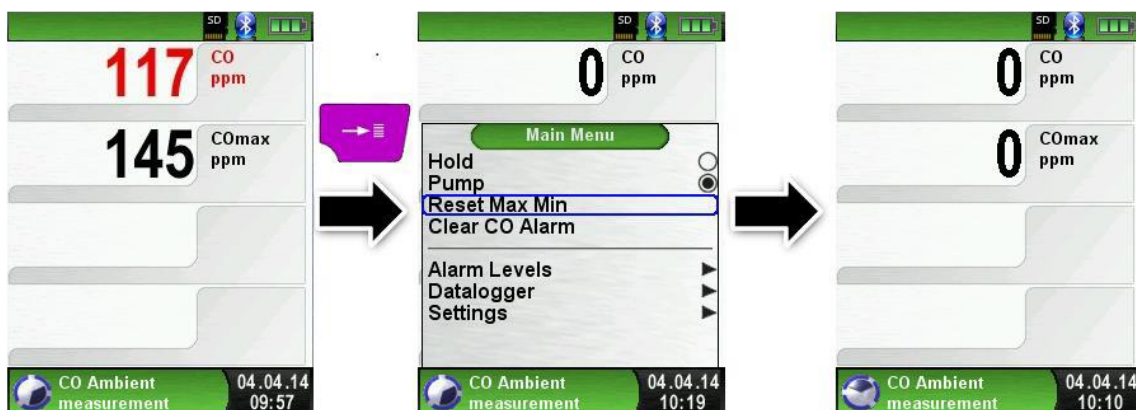 SD
117 CO
ppm
145 COmax
ppm
CO Ambient 04.04.14
measurement 09:57
SD
0 CO
ppm
Main Menu
Hold
Pump
Reset Max Min
Clear CO Alarm
Alarm Levels
Datalogger
Settings
CO Ambient 04.04.14
measurement 10:19
SD
0 CO
ppm
0 COmax
ppm
CO Ambient 04.04.14
measurement 10:10